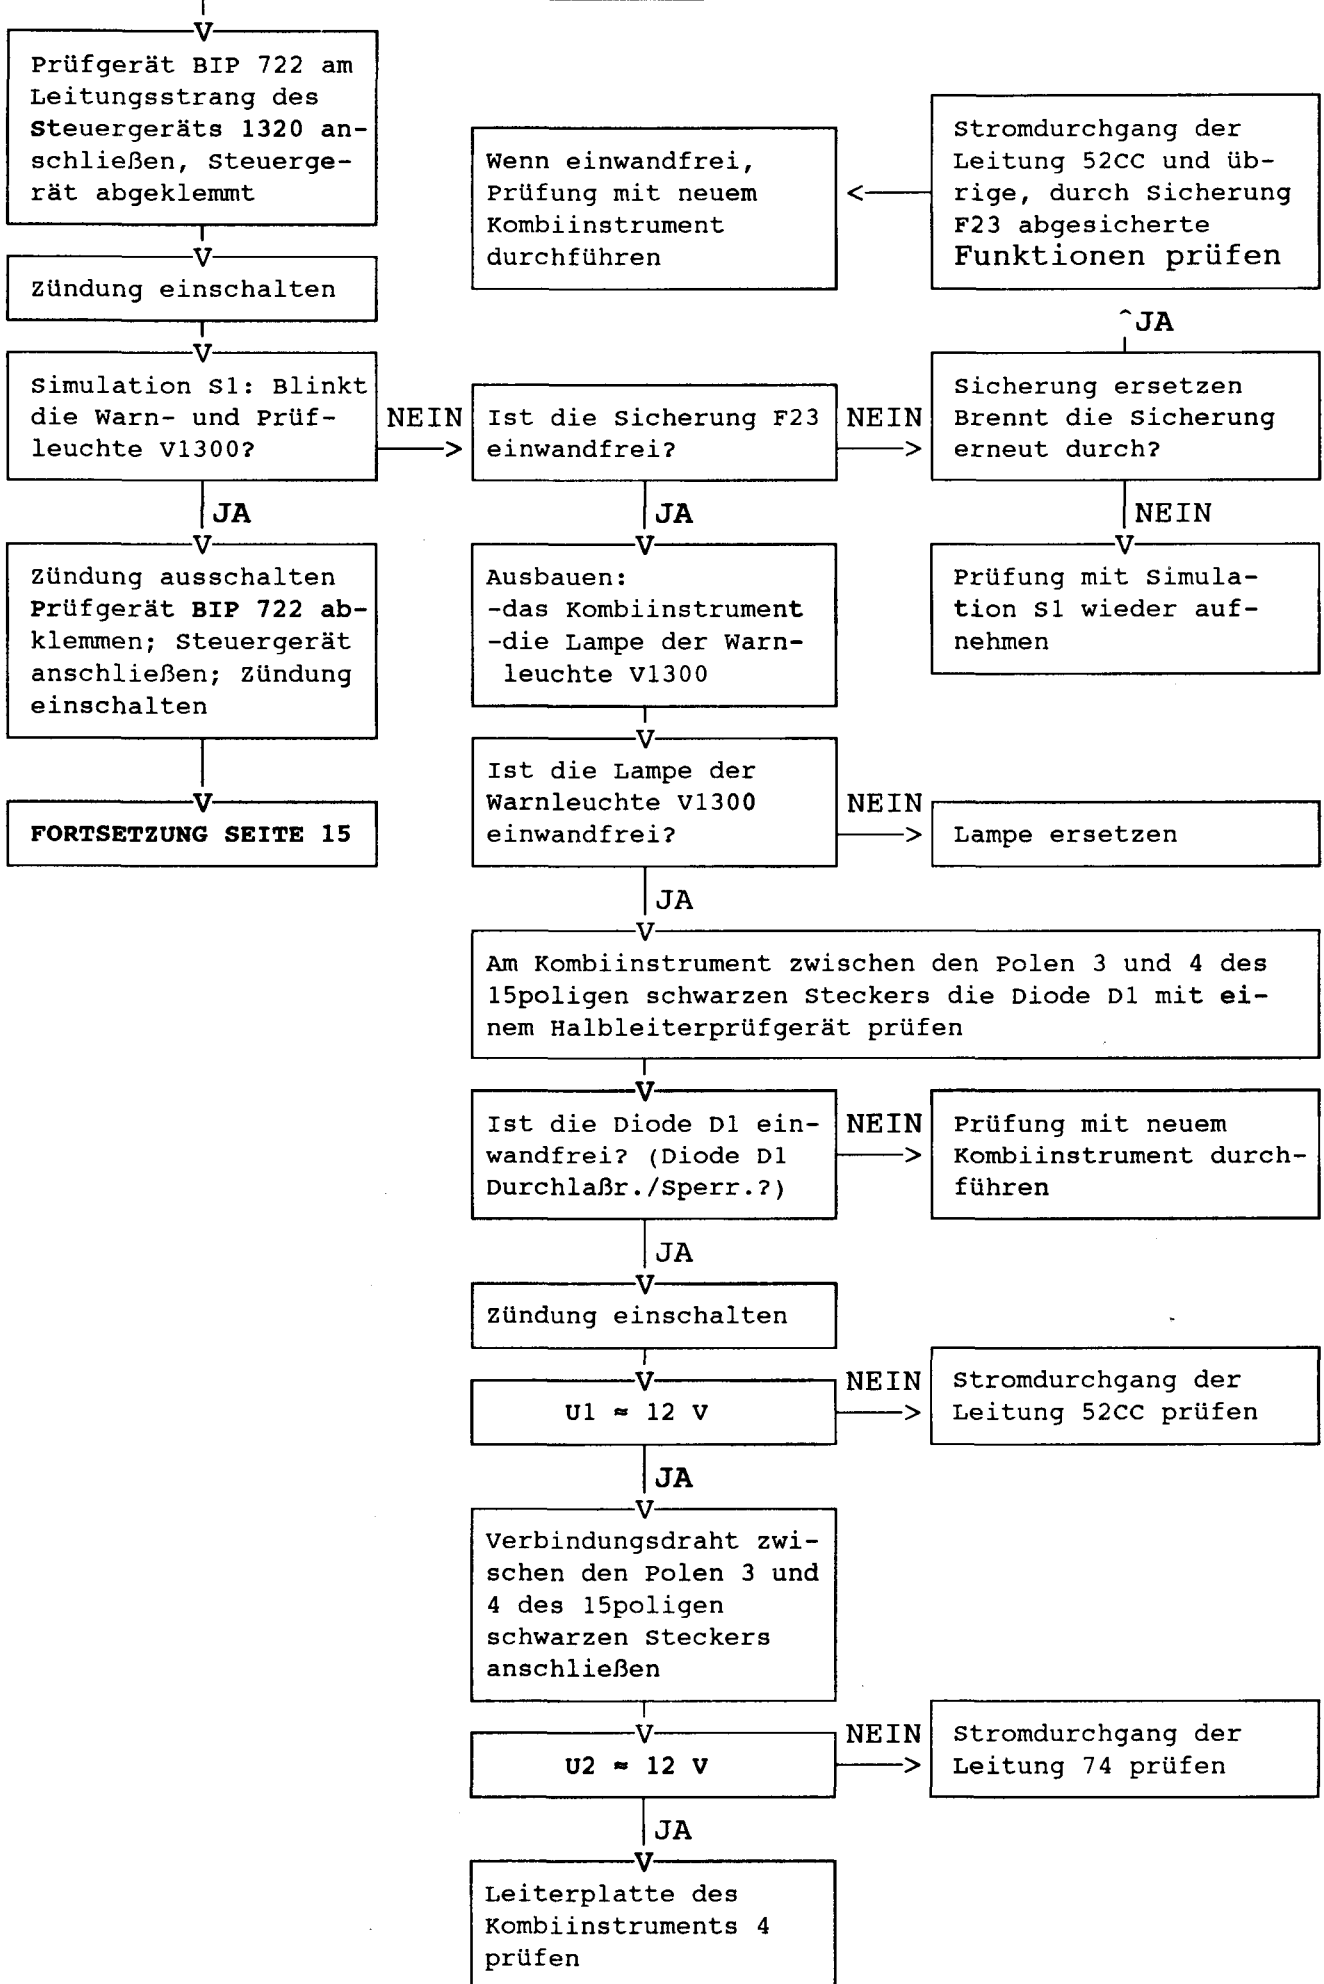 Prüfgerät BIP 722 am
Leitungsstrang des
Steuergeräts 1320 an-
schließen, Steuerge-
rät abgeklemmt
Zündung einschalten
Simulation S1: Blinkt
die Warn- und Prüf-
leuchte V1300?
NEIN
JA
Zündung ausschalten
Prüfgerät BIP 722 ab-
klemmen; Steuergerät
anschließen; Zündung
einschalten
FORTSETZUNG SEITE 15
Ist die Sicherung F23
einwandfrei?
NEIN
Sicherung ersetzen
Brennt die Sicherung
erneut durch?
^JA
Stromdurchgang der
Leitung 52CC und üb-
rige, durch Sicherung
F23 abgesicherte
Funktionen prüfen
Wenn einwandfrei,
Prüfung mit neuem
Kombiinstrument
durchführen
NEIN
Prüfung mit Simula-
tion S1 wieder auf-
nehmen
JA
Ausbauen:
-das Kombiinstrument
-die Lampe der Warn-
leuchte V1300
Ist die Lampe der
Warnleuchte V1300
einwandfrei?
NEIN
Lampe ersetzen
JA
Am Kombiinstrument zwischen den Polen 3 und 4 des
15poligen schwarzen Steckers die Diode D1 mit ei-
nem Halbleiterprüfgerät prüfen
Ist die Diode D1 ein-
wandfrei? (Diode D1
Durchlaßr./Sperr.?)
NEIN
Prüfung mit neuem
Kombiinstrument durch-
führen
JA
Zündung einschalten
U1 ≈ 12 V
NEIN
Stromdurchgang der
Leitung 52CC prüfen
JA
Verbindungsdraht zwi-
schen den Polen 3 und
4 des 15poligen
schwarzen Steckers
anschließen
U2 ≈ 12 V
NEIN
Stromdurchgang der
Leitung 74 prüfen
JA
Leiterplatte des
Kombiinstruments 4
prüfen